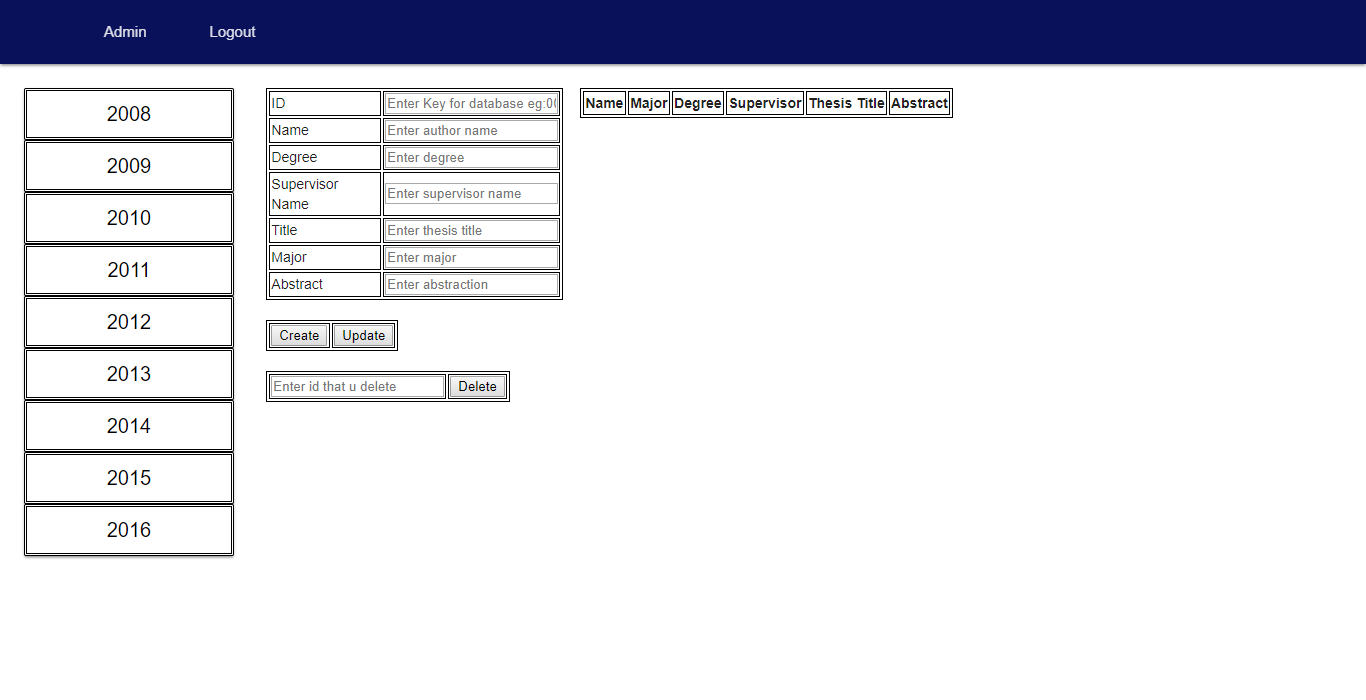 Admin Logout
2008
2009
2010
2011
2012
2013
2014
2015
2016
ID Enter Key for database eg:0
Name Enter author name
Degree Enter degree
Supervisor
Name
Enter supervisor name
Title Enter thesis title
Major Enter major
Abstract Enter abstraction
Create Update
Enter id that u delete Delete
Name Major Degree Supervisor Thesis Title Abstract